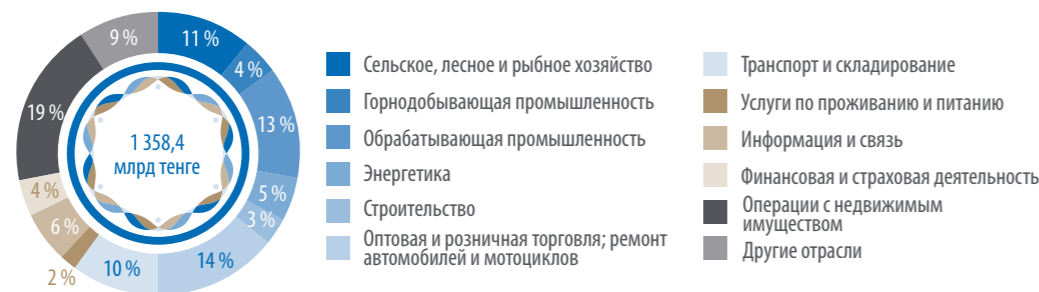 9 %
11 %
4 %
13 %
5 %
3 %
14 %
10 %
2 %
6 %
4 %
19 %
1 358,4
млрд тенге
Сельское, лесное и рыбное хозяйство
Горнодобывающая промышленность
Обрабатывающая промышленность
Энергетика
Строительство
Оптовая и розничная торговля; ремонт
автомобилей и мотоциклов
Транспорт и складирование
Услуги по проживанию и питанию
Информация и связь
Финансовая и страховая деятельность
Операции с недвижимым
имуществом
Другие отрасли